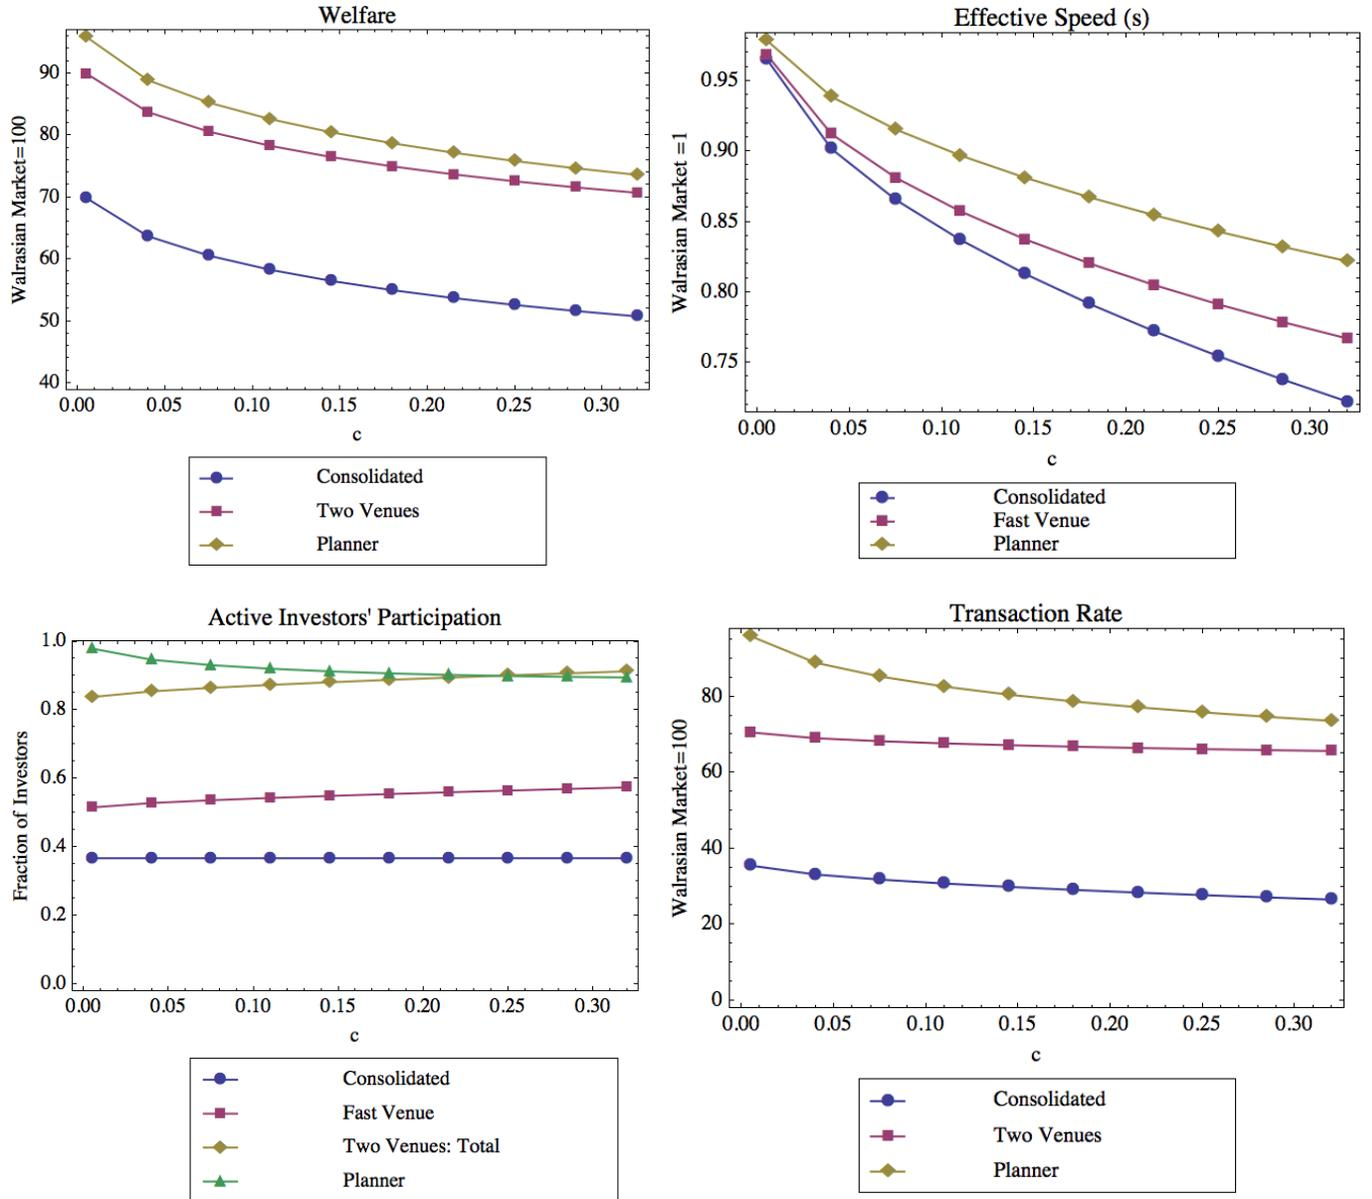 Welfare
Walrasian Market=100
90
80
70
60
50
40
0.00 0.05 0.10 0.15 0.20 0.25 0.30
c
Consolidated
Two Venues
Planner
Effective Speed (s)
Walrasian Market =1
0.95
0.90
0.85
0.80
0.75
0.00 0.05 0.10 0.15 0.20 0.25 0.30
c
Consolidated
Fast Venue
Planner
Active Investors' Participation
Fraction of Investors
1.0
0.8
0.6
0.4
0.2
0.0
0.00 0.05 0.10 0.15 0.20 0.25 0.30
c
Consolidated
Fast Venue
Two Venues: Total
Planner
Transaction Rate
Walrasian Market=100
80
60
40
20
0
0.00 0.05 0.10 0.15 0.20 0.25 0.30
c
Consolidated
Two Venues
Planner